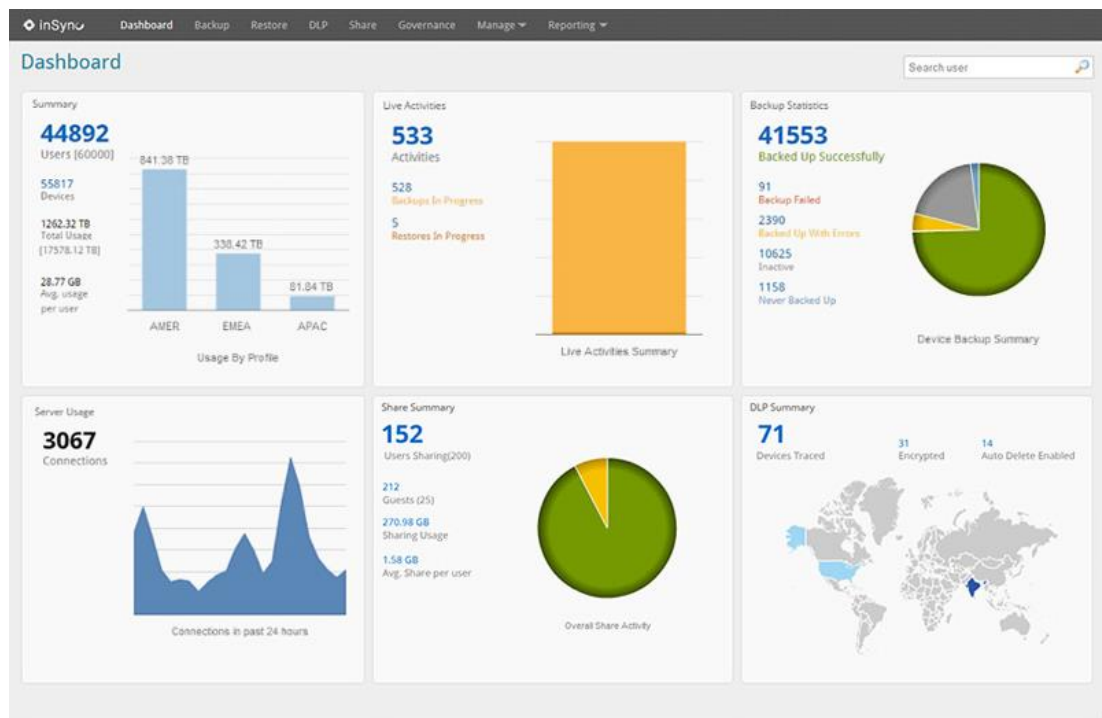 inSync Dashboard Backup Restore DLP Share Governance Manage Reporting
Dashboard
Search user
Summary
44892
Users [60000]
55817
Devices
1262.32 TB
Total Usage
[17578.12 TB]
28.77 GB
Avg. usage
per user
841.38 TB
338.42 TB
81.84 TB
AMER EMEA APAC
Usage By Profile
Live Activities
533
Activities
528
Backups In Progress
5
Restores In Progress
Live Activities Summary
Backup Statistics
41553
Backed Up Successfully
91
Backup Failed
2390
Backed Up With Errors
10625
Inactive
1158
Never Backed Up
Device Backup Summary
Server Usage
3067
Connections
Connections in past 24 hours
Share Summary
152
Users Sharing(200)
212
Guests (25)
270.98 GB
Sharing Usage
1.58 GB
Avg. Share per user
Overall Share Activity
DLP Summary
71
Devices Traced
31
Encrypted
14
Auto Delete Enabled